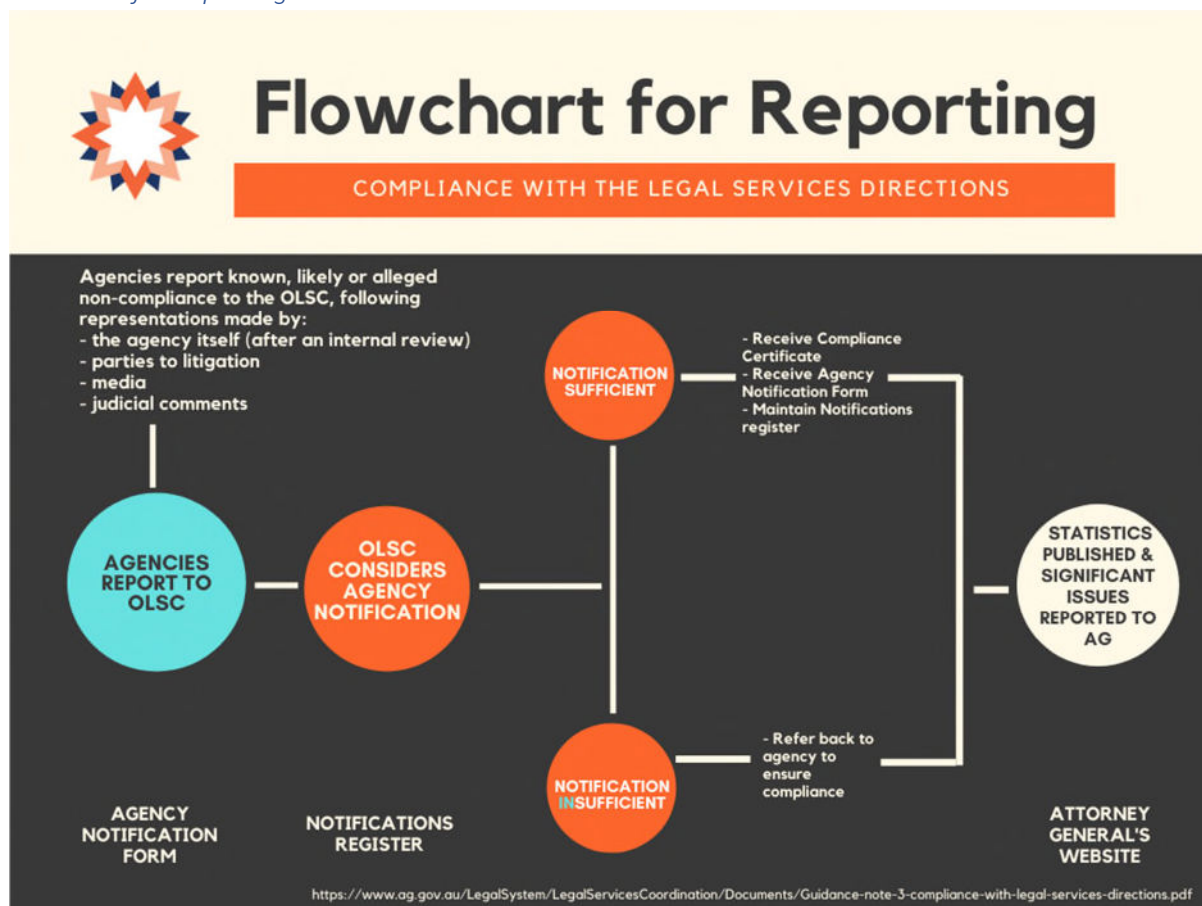 Flowchart for Reporting
COMPLIANCE WITH THE LEGAL SERVICES DIRECTIONS
Agencies report known, likely or alleged
non-compliance to the OLSC, following
representations made by:
- the agency itself (after an internal review)
- parties to litigation
- media
- judicial comments
AGENCIES
REPORT TO
OLSC
OLSC
CONSIDERS
AGENCY
NOTIFICATION
NOTIFICATION
SUFFICIENT
- Receive Compliance
Certificate
- Receive Agency
Notification Form
- Maintain Notifications
register
NOTIFICATION
INSUFFICIENT
- Refer back to
agency to
ensure
compliance
STATISTICS
PUBLISHED &
SIGNIFICANT
ISSUES
REPORTED TO
AG
AGENCY
NOTIFICATION
FORM
NOTIFICATIONS
REGISTER
ATTORNEY
GENERAL'S
WEBSITE
https://www.ag.gov.au/LegalSystem/LegalServicesCoordination/Documents/Guidance-note-3-compliance-with-legal-services-directions.pdf